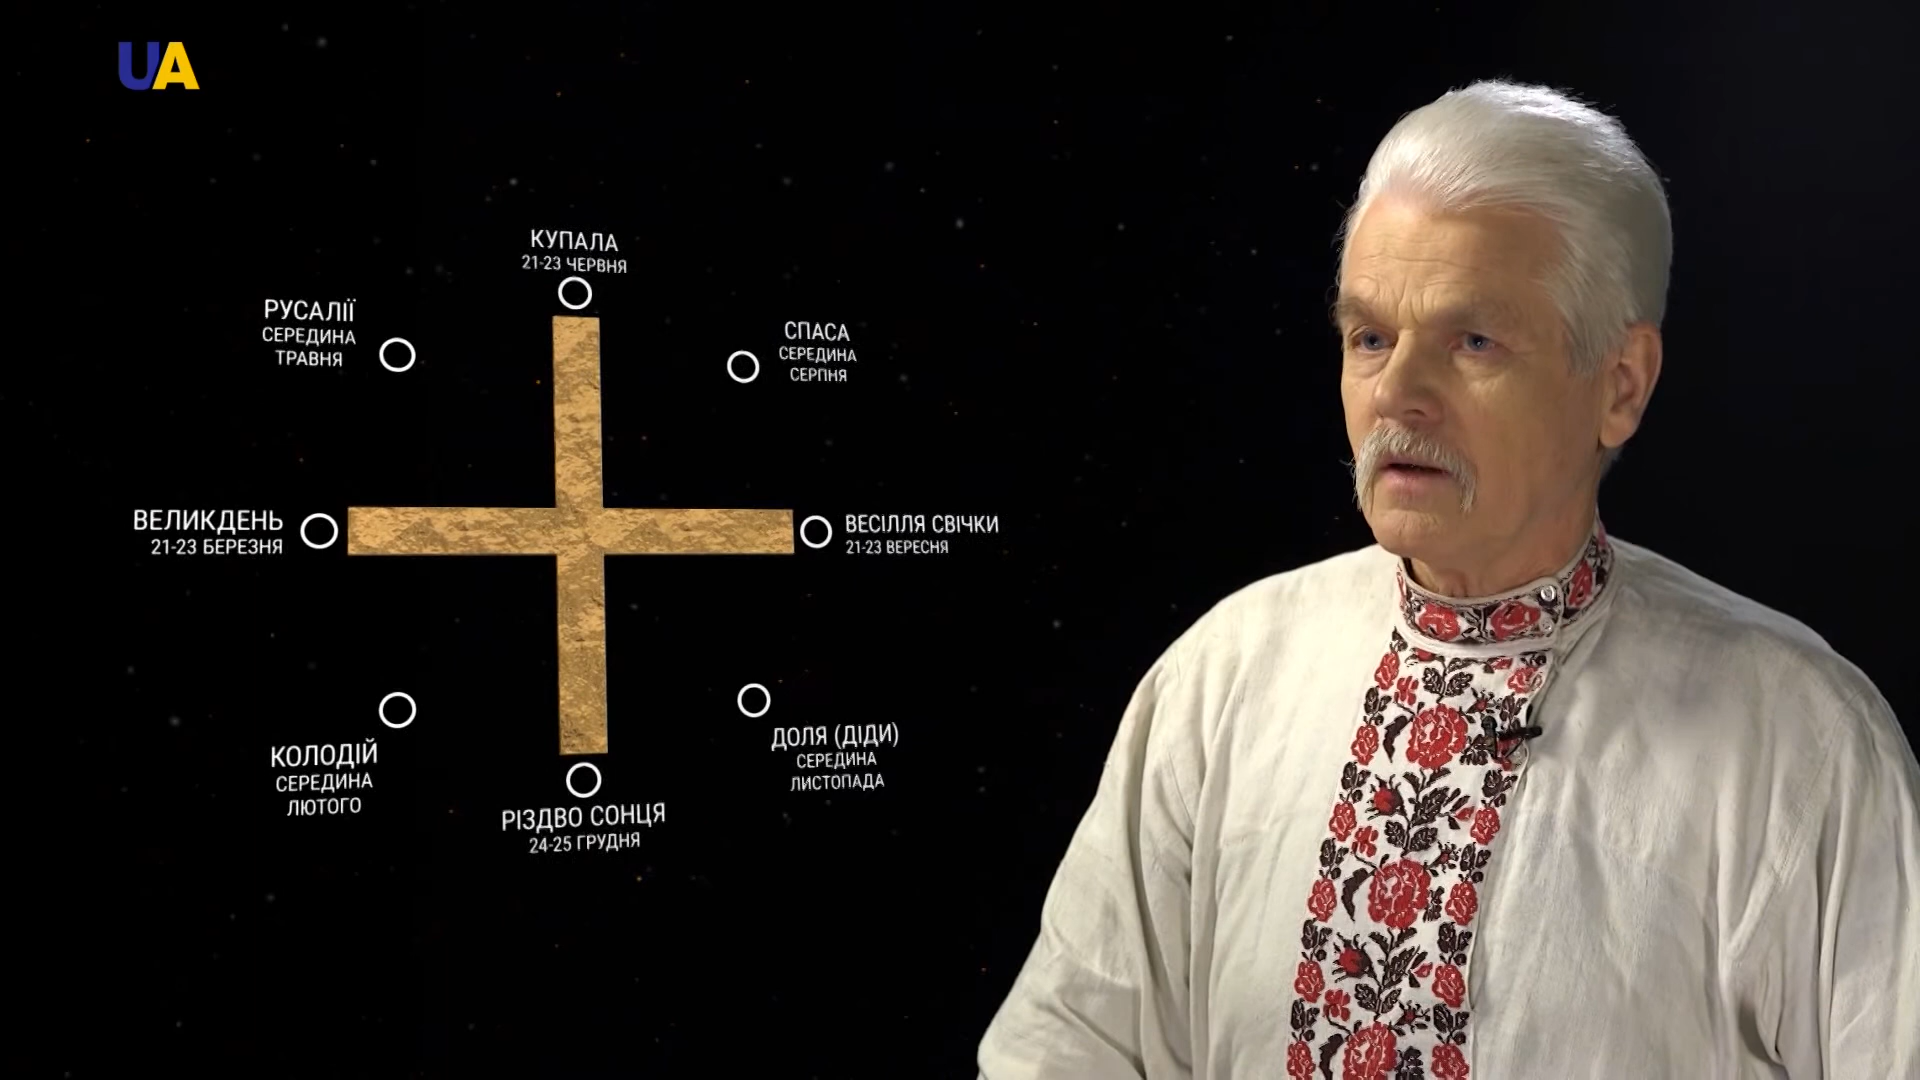 UA
КУПАЛА
21-23 ЧЕРВНЯ
РУСАЛІЇ
СЕРЕДИНА
ТРАВНЯ
СПАСА
СЕРЕДИНА
СЕРПНЯ
ВЕЛИКДЕНЬ
21-23 БЕРЕЗНЯ
ВЕСІЛЛЯ СВІЧКИ
21-23 ВЕРЕСНЯ
КОЛОДІЙ
СЕРЕДИНА
ЛЮТОГО
ДОЛЯ (ДІДИ)
СЕРЕДИНА
ЛИСТОПАДА
РІЗДВО СОНЦЯ
24-25 ГРУДНЯ